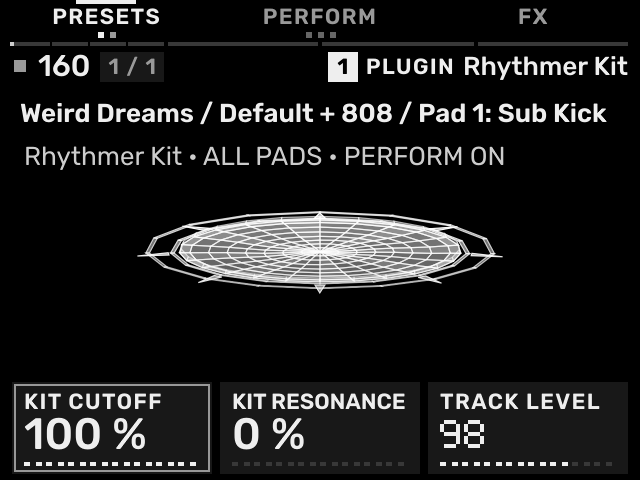 PRESETS PERFORM FX
160 1 / 1 1 PLUGIN Rhythmer Kit
Weird Dreams / Default + 808 / Pad 1: Sub Kick
Rhythmer Kit • ALL PADS • PERFORM ON
KIT CUTOFF KIT RESONANCE TRACK LEVEL
100 % 0 % 98